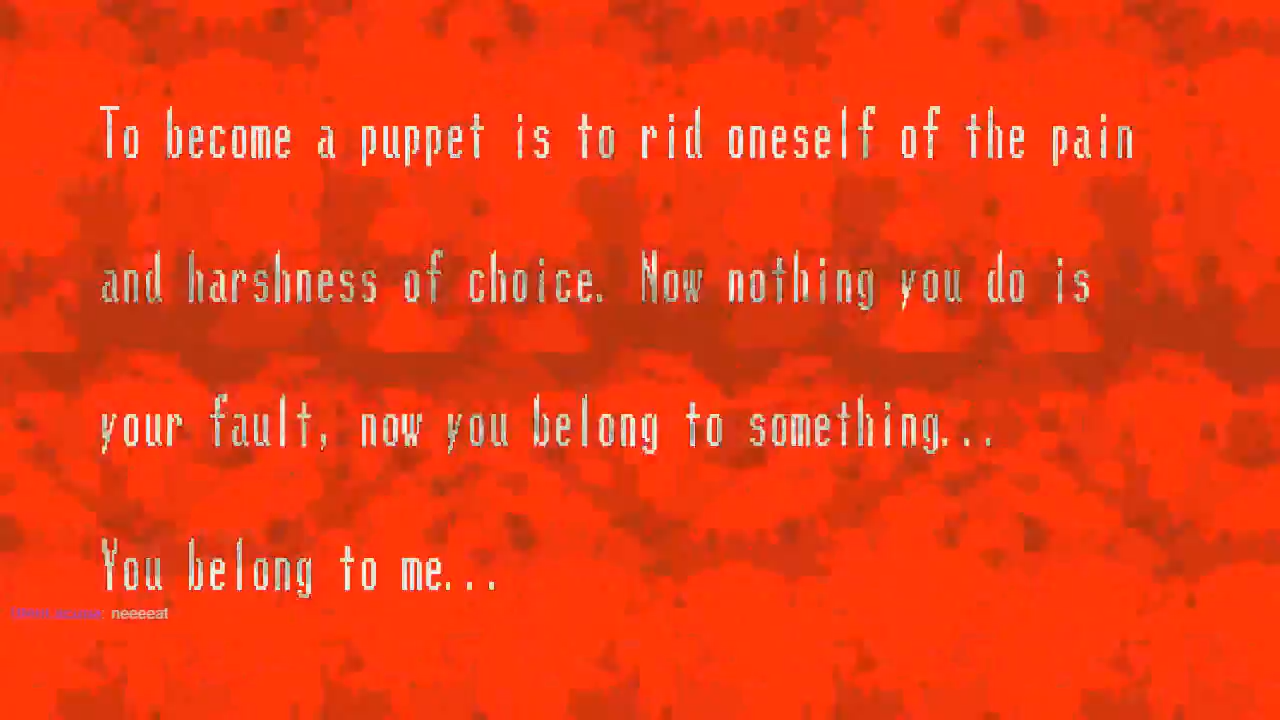 To become a puppet is to rid oneself of the pain
and harshness of choice. Now nothing you do is
your fault, now you belong to something...
You belong to me...
neeeeat